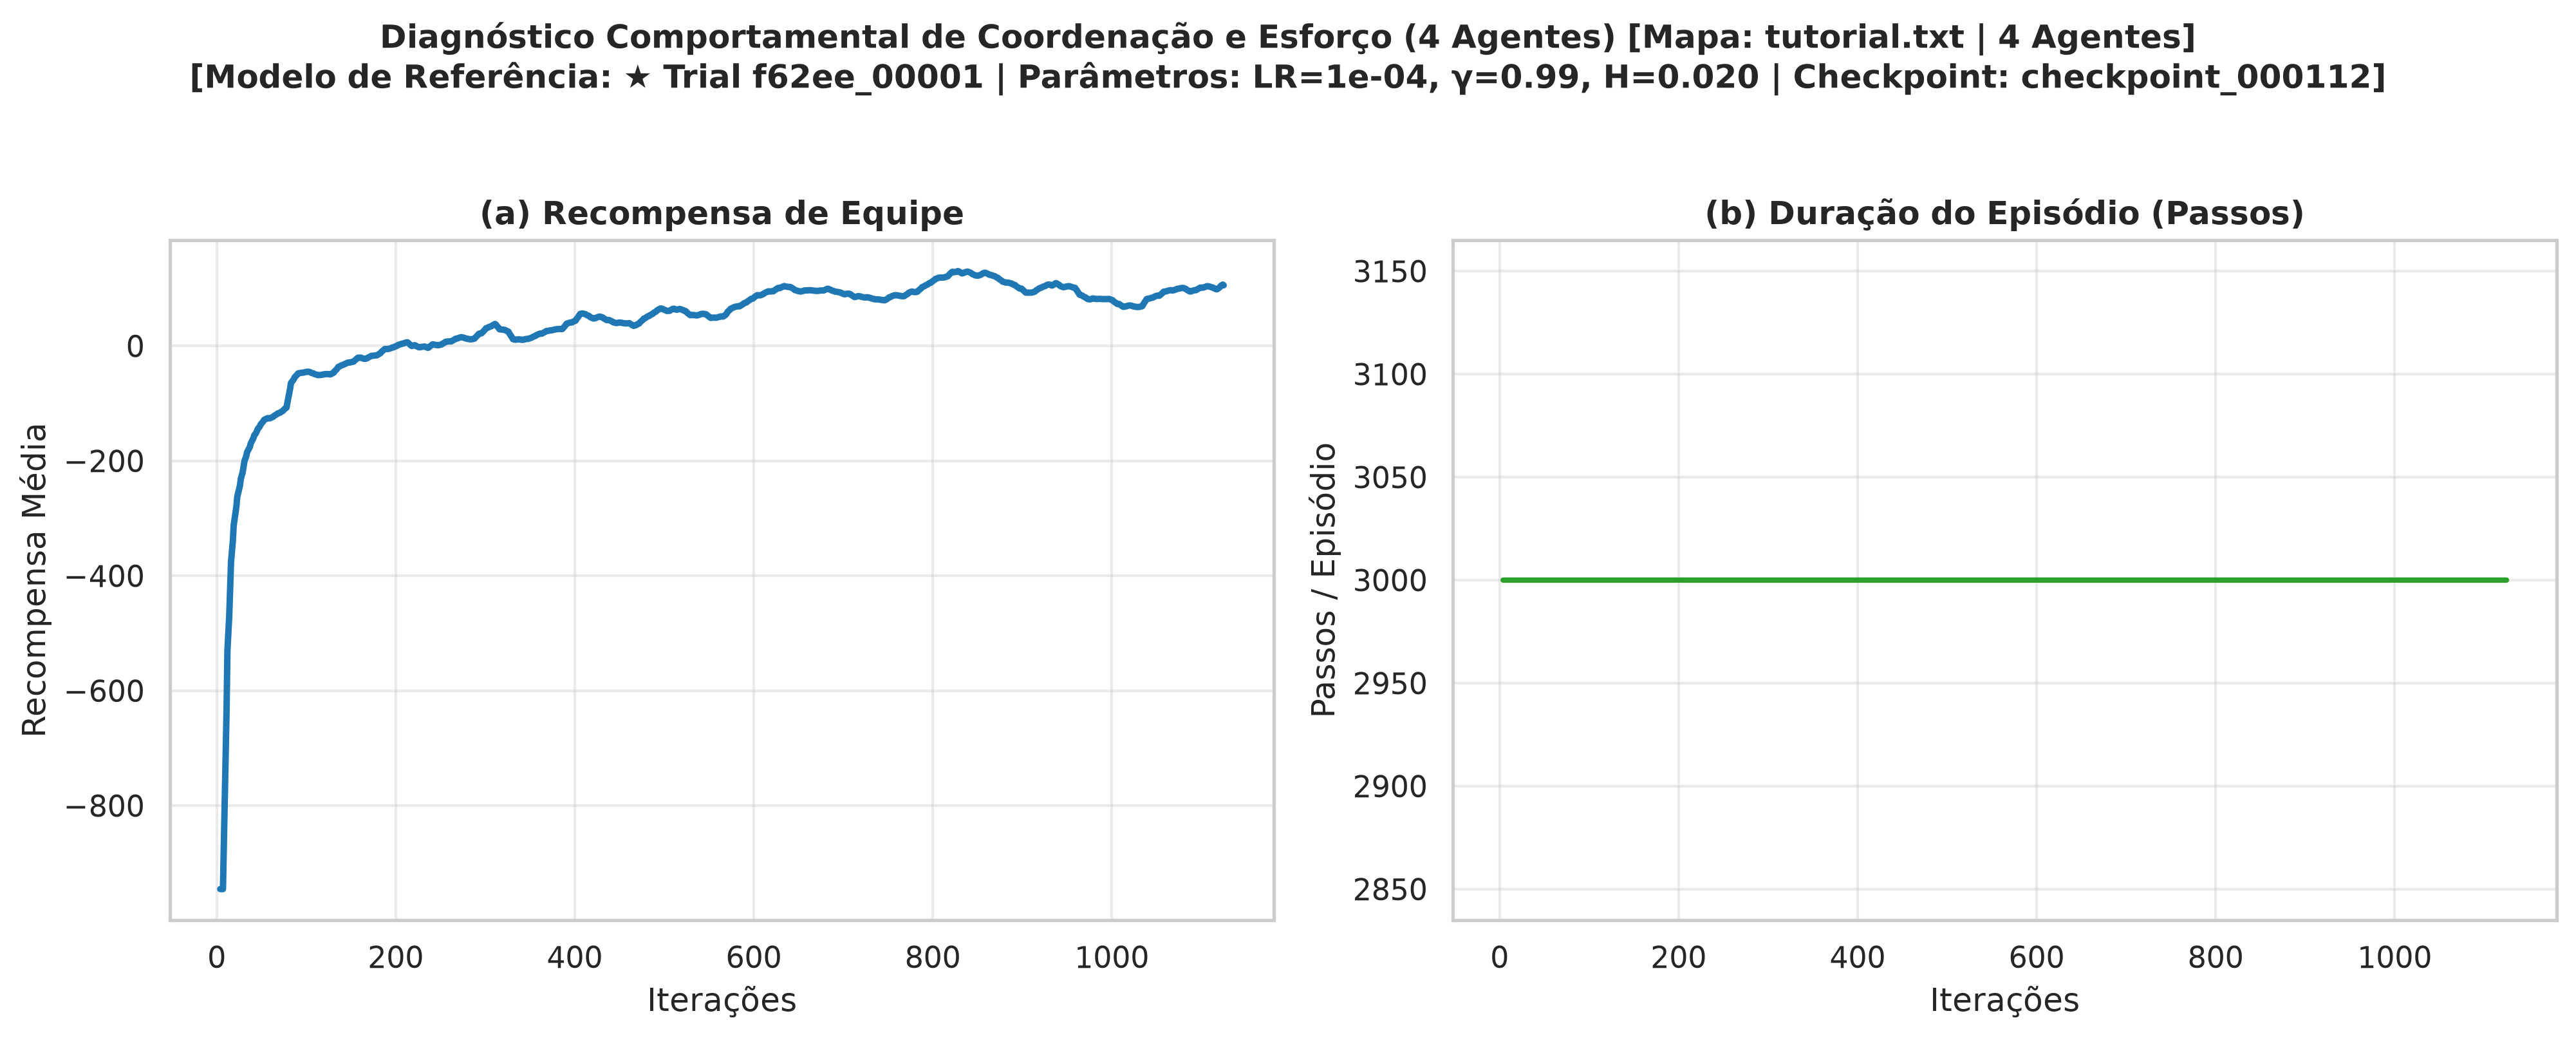 Diagnóstico Comportamental de Coordenação e Esforço (4 Agentes) [Mapa: tutorial.txt | 4 Agentes]
[Modelo de Referência: ★ Trial f62ee_00001 | Parâmetros: LR=1e-04, γ=0.99, H=0.020 | Checkpoint: checkpoint_000112]
(a) Recompensa de Equipe
Recompensa Média
0
−200
−400
−600
−800
0 200 400 600 800 1000
Iterações
(b) Duração do Episódio (Passos)
Passos / Episódio
3150
3100
3050
3000
2950
2900
2850
0 200 400 600 800 1000
Iterações